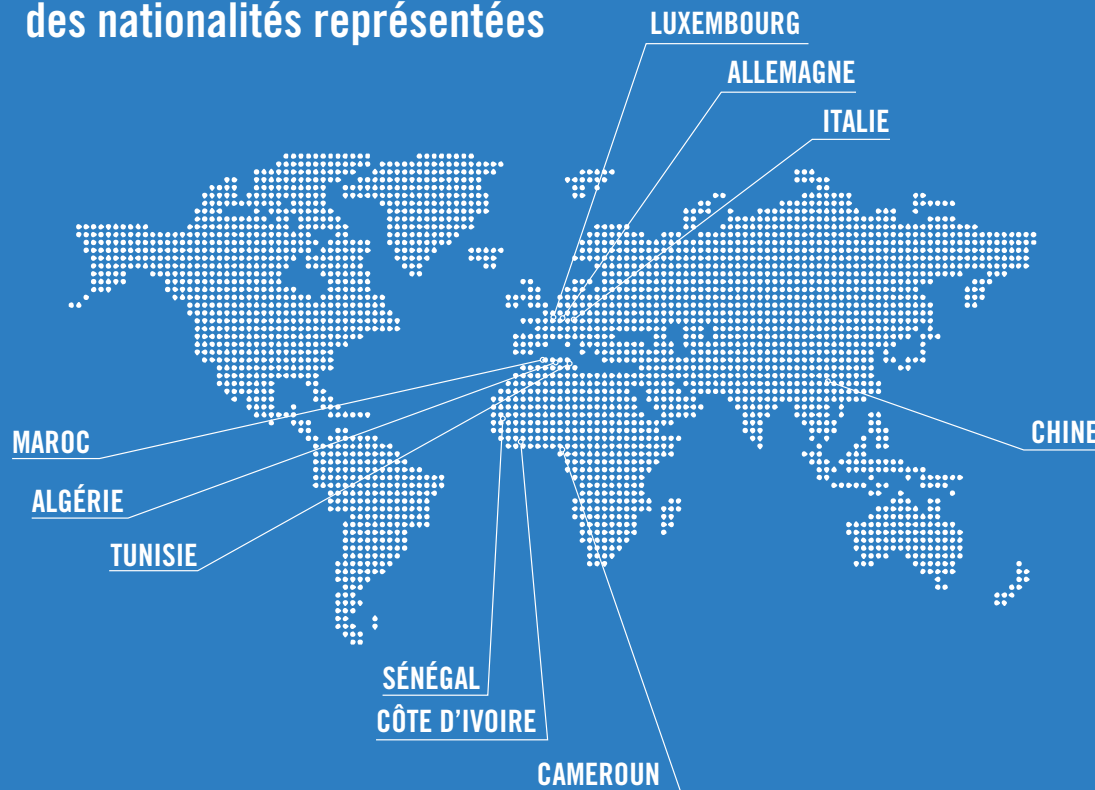 des nationalités représentées
LUXEMBOURG
ALLEMAGNE
ITALIE
MAROC
CHINE
ALGÉRIE
TUNISIE
SÉNÉGAL
CÔTE D'IVOIRE
CAMEROUN